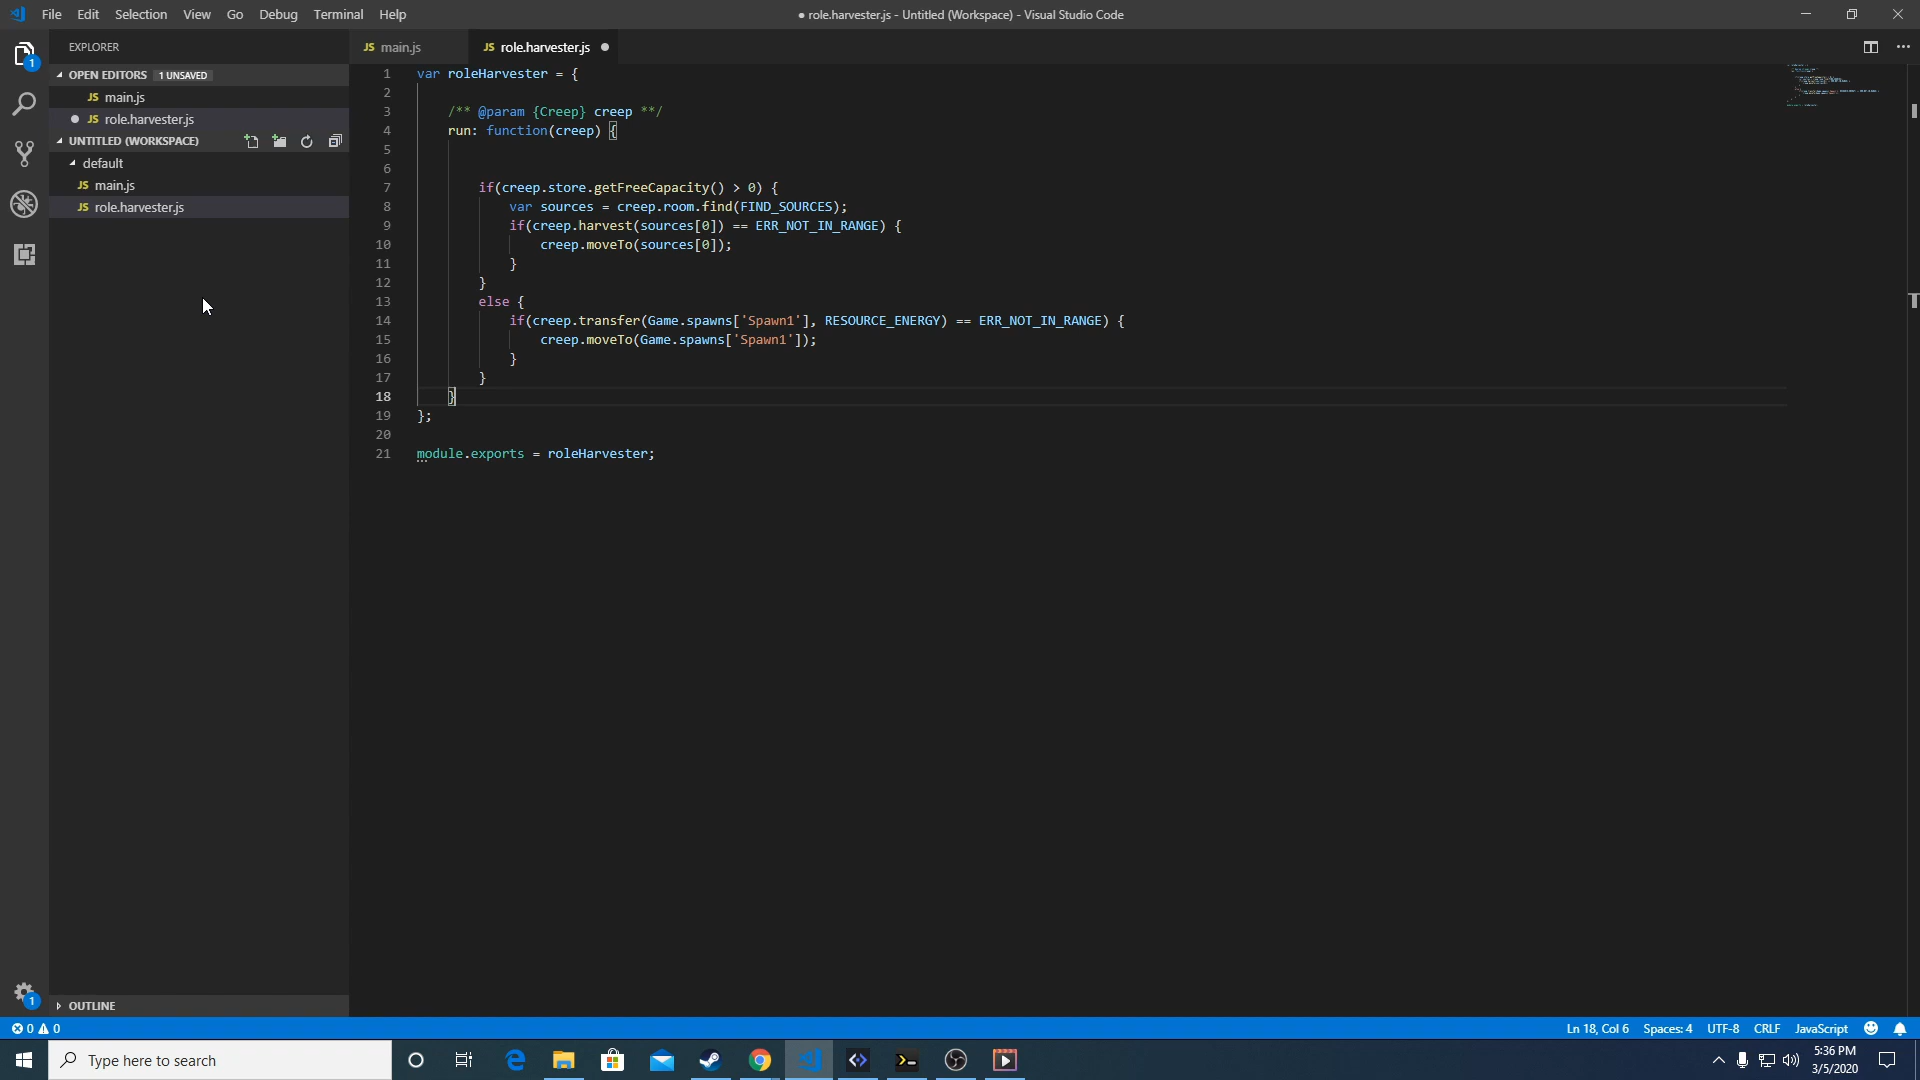 File Edit Selection View Go Debug Terminal Help
● role.harvester.js - Untitled (Workspace) - Visual Studio Code
EXPLORER
OPEN EDITORS 1 UNSAVED
JS main.js
● JS role.harvester.js
UNTITLED (WORKSPACE)
default
JS main.js
JS role.harvester.js
OUTLINE
JS main.js
JS role.harvester.js ●
1 var roleHarvester = {
2
3 /** @param {Creep} creep **/
4 run: function(creep) {
5
6
7 if(creep.store.getFreeCapacity() > 0) {
8 var sources = creep.room.find(FIND_SOURCES);
9 if(creep.harvest(sources[0]) == ERR_NOT_IN_RANGE) {
10 creep.moveTo(sources[0]);
11 }
12 }
13 else {
14 if(creep.transfer(Game.spawns['Spawn1'], RESOURCE_ENERGY) == ERR_NOT_IN_RANGE) {
15 creep.moveTo(Game.spawns['Spawn1']);
16 }
17 }
18 }
19 };
20
21 module.exports = roleHarvester;
1
1
0 0
Ln 18, Col 6 Spaces: 4 UTF-8 CRLF JavaScript
Type here to search
5:36 PM
3/5/2020